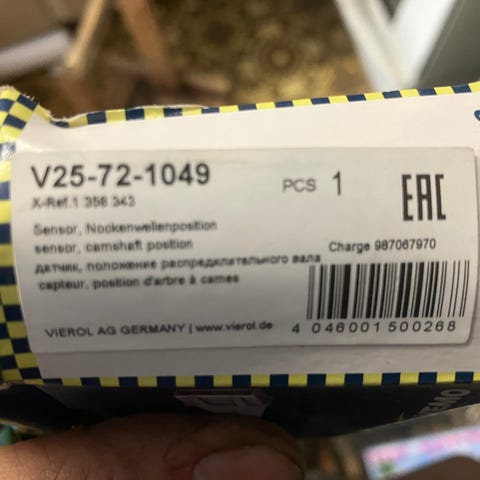 V25-72-1049
PCS 1
EAC
X-Ref.1 358 343
Sensor, Nockenwellenposition
sensor, camshaft position
Charge 987067970
датчик, положение распределительного вала
capteur, position d'arbre à cames
VIEROL AG GERMANY | www.vierol.de
4 046001 500268